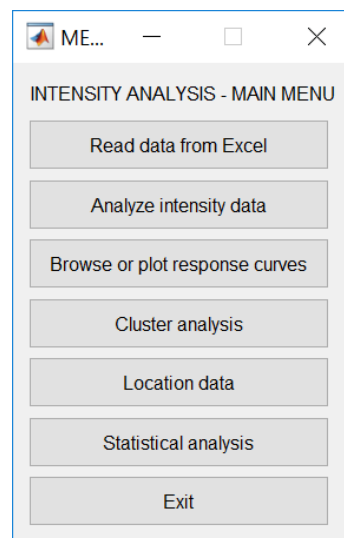 ME...
INTENSITY ANALYSIS - MAIN MENU
Read data from Excel
Analyze intensity data
Browse or plot response curves
Cluster analysis
Location data
Statistical analysis
Exit